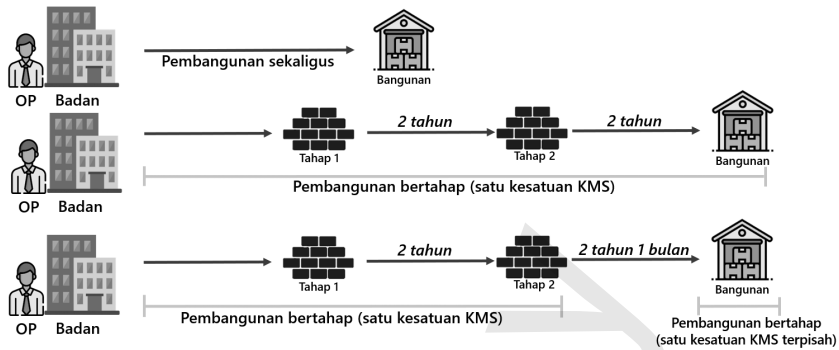 OP Badan
Pembangunan sekaligus
Bangunan
OP Badan
Tahap 1
2 tahun
Tahap 2
2 tahun
Bangunan
Pembangunan bertahap (satu kesatuan KMS)
OP Badan
Tahap 1
2 tahun
Tahap 2
2 tahun 1 bulan
Bangunan
Pembangunan bertahap (satu kesatuan KMS)
Pembangunan bertahap
(satu kesatuan KMS terpisah)